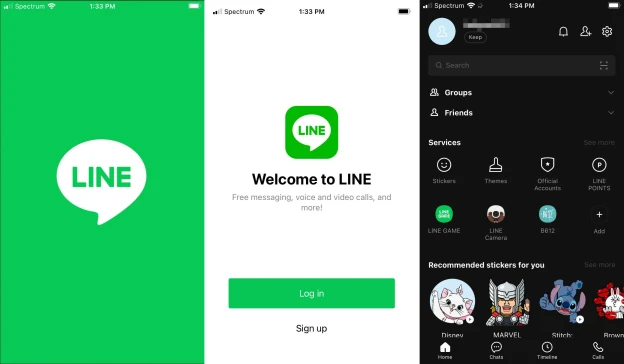 Spectrum
1:33 PM
LINE
Spectrum
1:33 PM
LINE
Welcome to LINE
Free messaging, voice and video calls, and
more!
Log in
Sign up
Spectrum
1:34 PM
Keep
Search
Groups
Friends
Services
See more
Stickers
Themes
Official
Accounts
LINE
POINTS
LINE GAME
LINE
Camera
B612
Add
Recommended stickers for you
See more
Disney
MARVEL
Stitch:
Brown
Home
Chats
Timeline
Calls